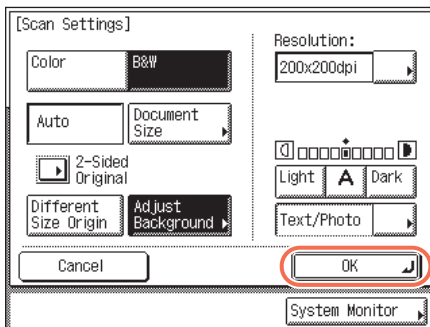 [Scan Settings]
Resolution:
Color
B&W
200x200dpi
Auto
Document
Size
2-Sided
Original
Light
A
Dark
Different
Size Origin
Adjust
Background
Text/Photo
Cancel
OK
System Monitor